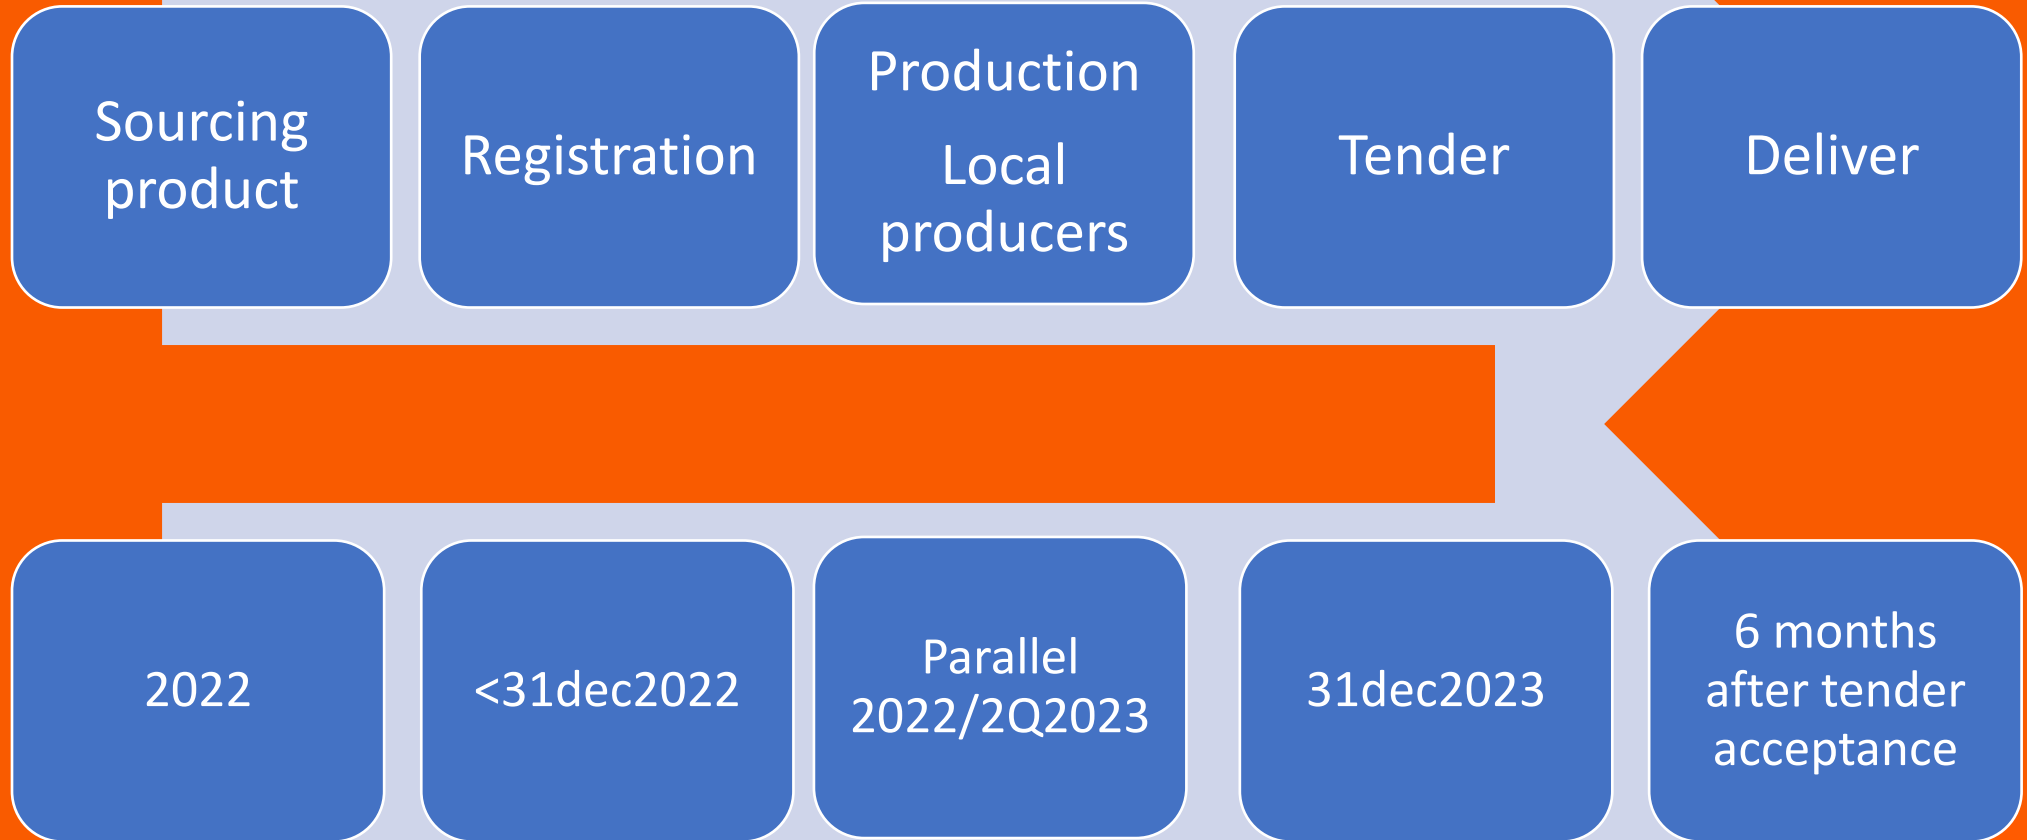 Sourcing
product
Registration
Production
Local
producers
Tender
Deliver
2022
<31dec2022
Parallel
2022/2Q2023
31dec2023
6 months
after tender
acceptance